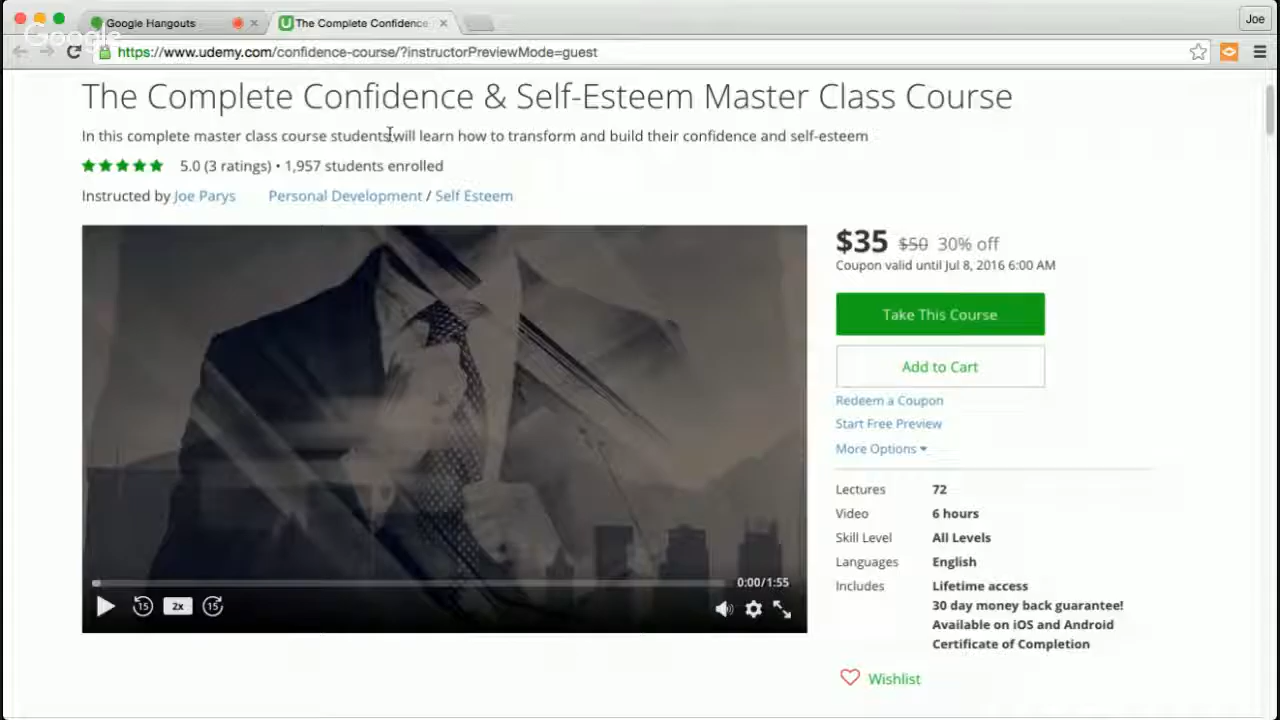 Google Hangouts
The Complete Confidence
Joe
Google
https://www.udemy.com/confidence-course/?instructorPreviewMode=guest
The Complete Confidence & Self-Esteem Master Class Course
In this complete master class course students will learn how to transform and build their confidence and self-esteem
5.0 (3 ratings) • 1,957 students enrolled
Instructed by Joe Parys Personal Development / Self Esteem
$35 $50 30% off
Coupon valid until Jul 8, 2016 6:00 AM
Take This Course
Add to Cart
Redeem a Coupon
Start Free Preview
More Options
Lectures 72
Video 6 hours
Skill Level All Levels
Languages English
Includes Lifetime access
30 day money back guarantee!
Available on iOS and Android
Certificate of Completion
Wishlist
0:00/1:55
15 2x 15